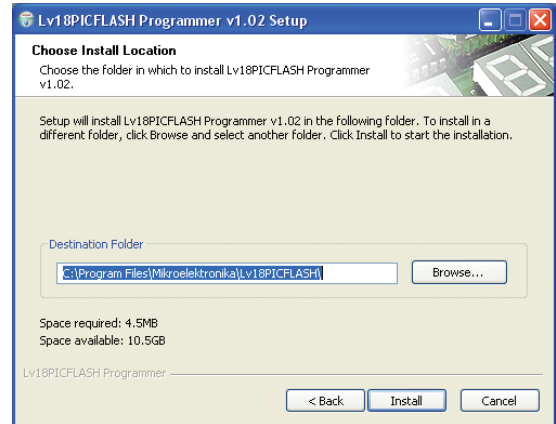 Lv18PICFLASH Programmer v1.02 Setup
Choose Install Location
Choose the folder in which to install Lv18PICFLASH Programmer
v1.02.
Setup will install Lv18PICFLASH Programmer v1.02 in the following folder. To install in a
different folder, click Browse and select another folder. Click Install to start the installation.
Destination Folder
C:\Program Files\Mikroelektronika\Lv18PICFLASH\
Browse...
Space required: 4.5MB
Space available: 10.5GB
Lv18PICFLASH Programmer
< Back Install Cancel